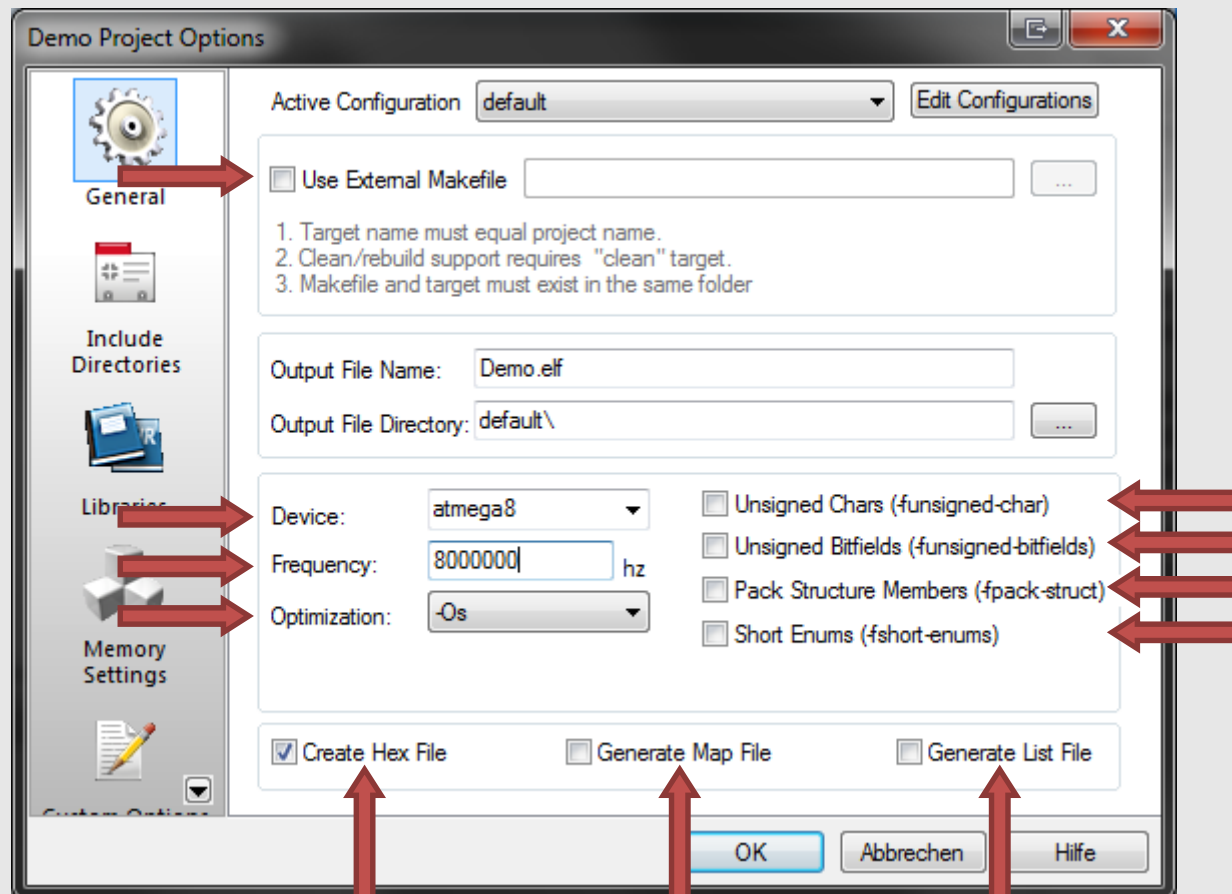 Demo Project Options
General
Include
Directories
Libraries
Memory
Settings
Custom Options
Active Configuration default Edit Configurations
Use External Makefile ...
1. Target name must equal project name.
2. Clean/rebuild support requires "clean" target.
3. Makefile and target must exist in the same folder
Output File Name: Demo.elf
Output File Directory: default\ ...
Device: atmega8
Frequency: 8000000 hz
Optimization: -Os
Unsigned Chars (-funsigned-char)
Unsigned Bitfields (-funsigned-bitfields)
Pack Structure Members (-fpack-struct)
Short Enums (-fshort-enums)
Create Hex File Generate Map File Generate List File
OK Abbrechen Hilfe